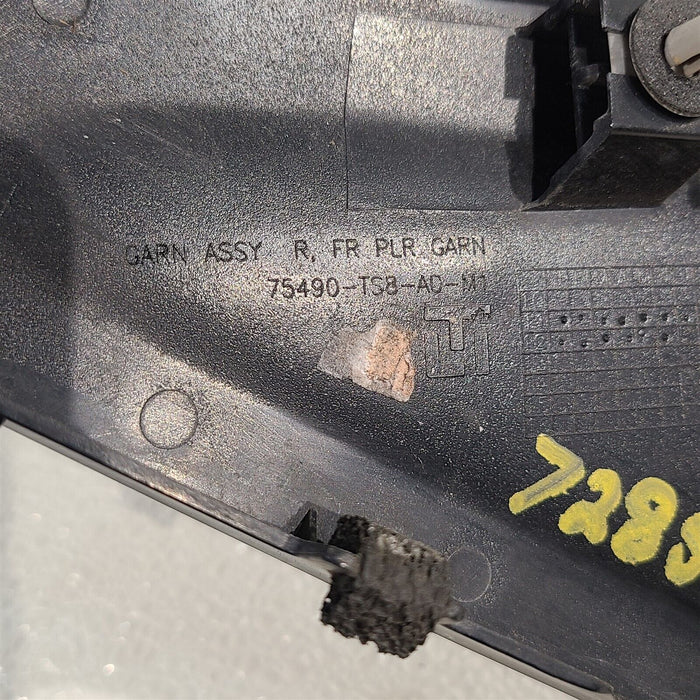 GARN ASSY R, FR PLR GARN
75490-TS8-A0-M1